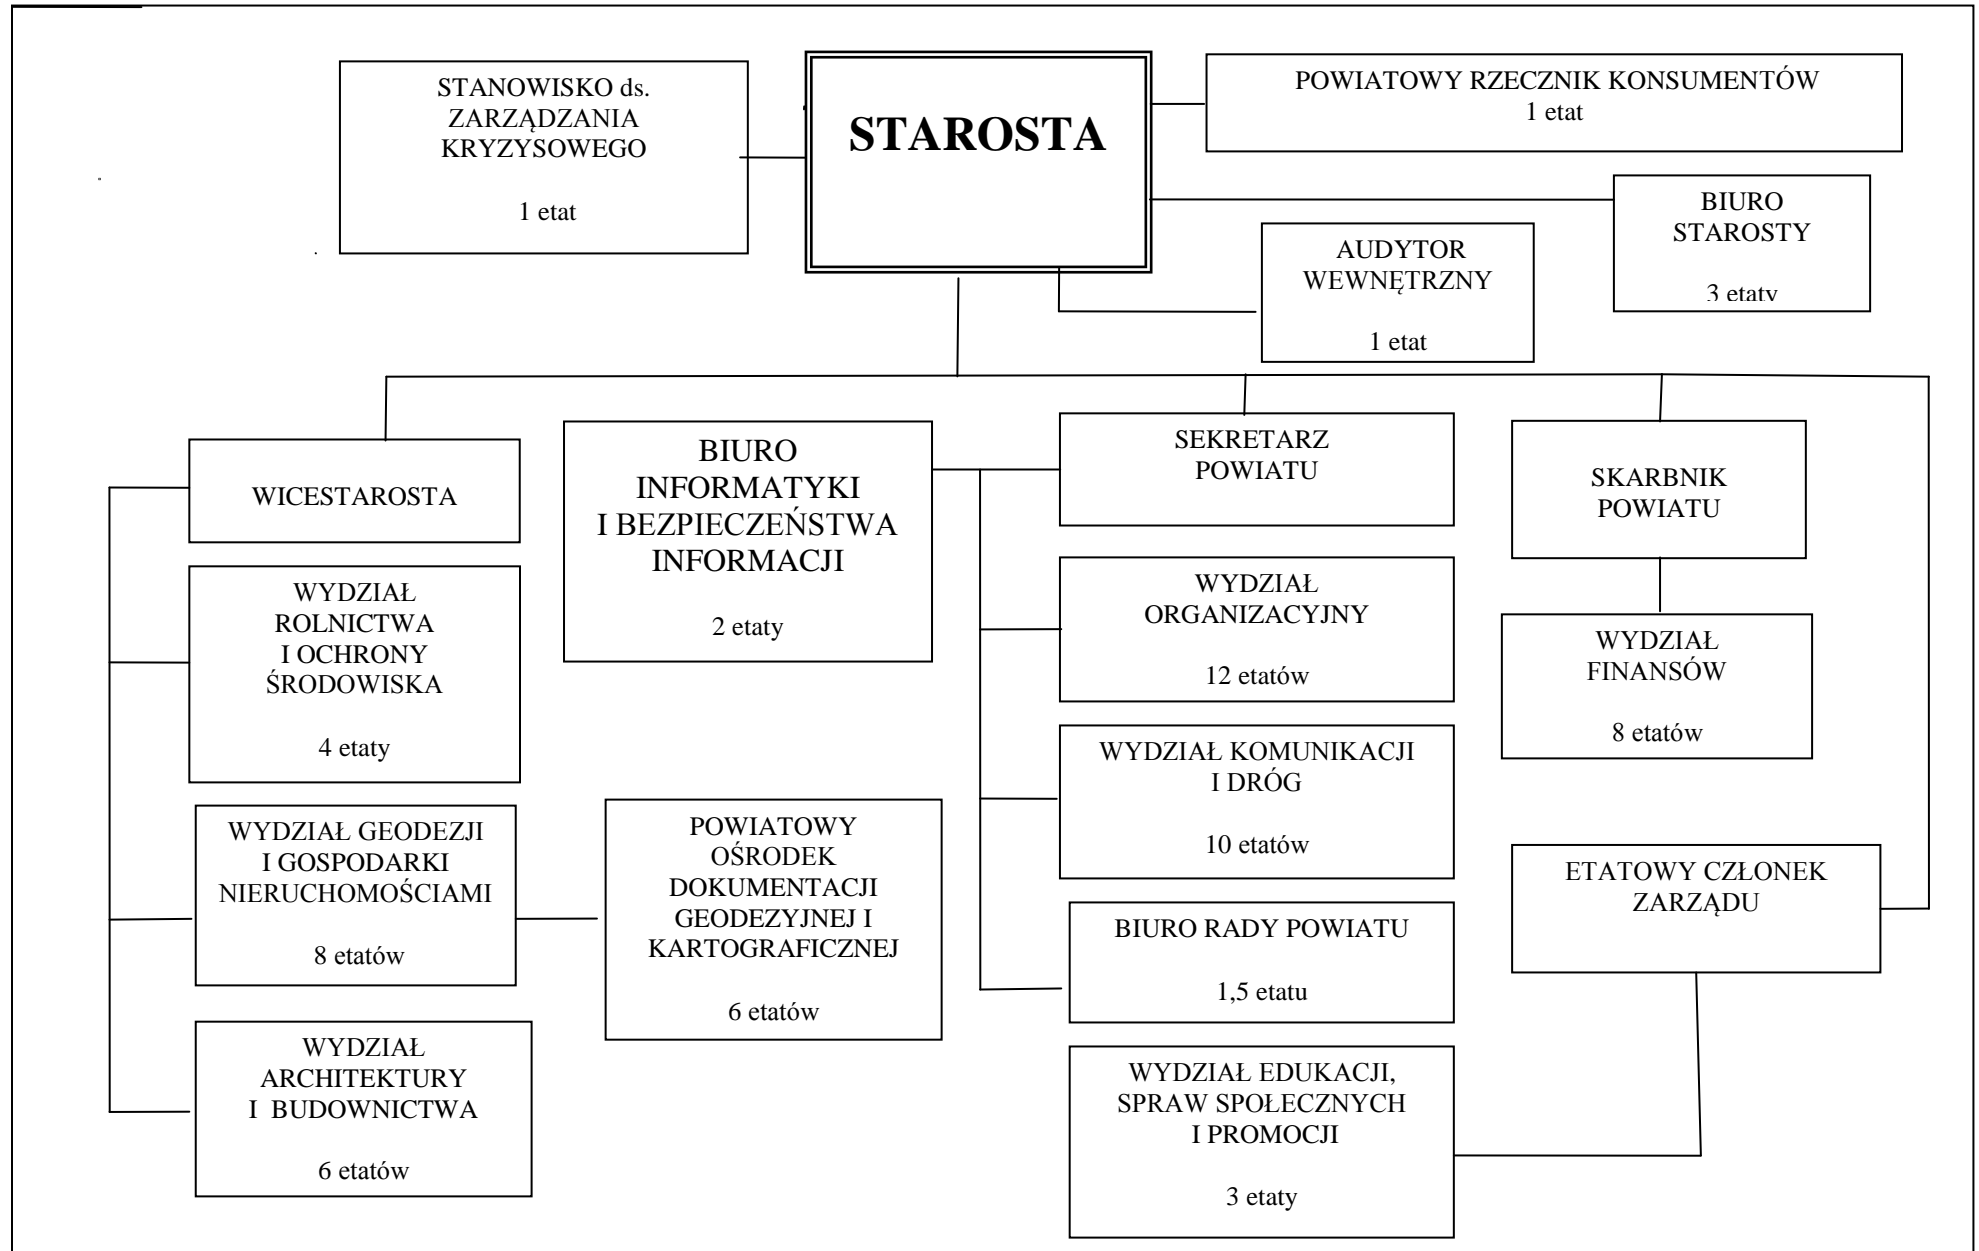 STANOWISKO ds.
ZARZĄDZANIA
KRYZYSOWEGO
1 etat
STAROSTA
POWIATOWY RZECZNIK KONSUMENTÓW
1 etat
BIURO
STAROSTY
3 etaty
AUDYTOR
WEWNĘTRZNY
1 etat
WICESTAROSTA
BIURO
INFORMATYKI
I BEZPIECZEŃSTWA
INFORMACJI
2 etaty
SEKRETARZ
POWIATU
SKARBNIK
POWIATU
WYDZIAŁ
ROLNICTWA
I OCHRONY
ŚRODOWISKA
4 etaty
WYDZIAŁ
ORGANIZACYJNY
12 etatów
WYDZIAŁ
FINANSÓW
8 etatów
WYDZIAŁ KOMUNIKACJI
I DRÓG
10 etatów
WYDZIAŁ GEODEZJI
I GOSPODARKI
NIERUCHOMOŚCIAMI
8 etatów
POWIATOWY
OŚRODEK
DOKUMENTACJI
GEODEZYJNEJ I
KARTOGRAFICZNEJ
6 etatów
ETATOWY CZŁONEK
ZARZĄDU
BIURO RADY POWIATU
1,5 etatu
WYDZIAŁ
ARCHITEKTURY
I BUDOWNICTWA
6 etatów
WYDZIAŁ EDUKACJI,
SPRAW SPOŁECZNYCH
I PROMOCJI
3 etaty